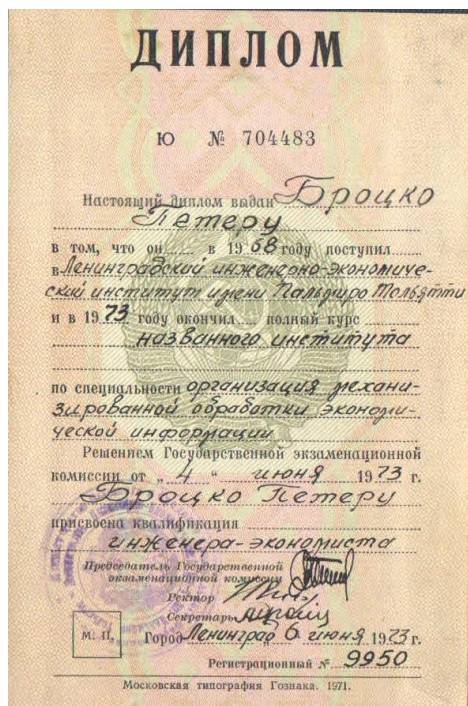 ДИПЛОМ
Ю № 704483
Настоящий диплом выдан Броцко
Петеру
в том, что он в 1968 году поступил
в Ленинградский инженерно-экономиче-
ский институт имени Пальмиро Тольятти
и в 1973 году окончил полный курс
названного института
по специальности организация механи-
зированной обработки экономи-
ческой информации
Решением Государственной экзаменационной
комиссии от „ 4 " июня 1973 г.
Броцко Петеру
присвоена квалификация
инженера-экономиста
Председатель Государственной
экзаменационной комиссии
Ректор
Секретарь
М. П.
Город Ленинград 6 июня 1973 г.
Регистрационный № 9950
Московская типография Гознака. 1971.